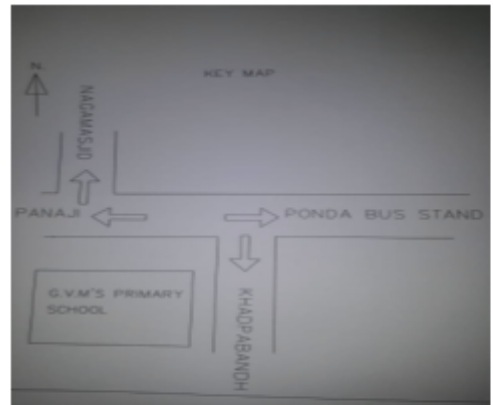 N.
KEY MAP
NAGAMASJID
PANAJI
PONDA BUS STAND
G.V.M'S PRIMARY
SCHOOL
KHADPABANDH